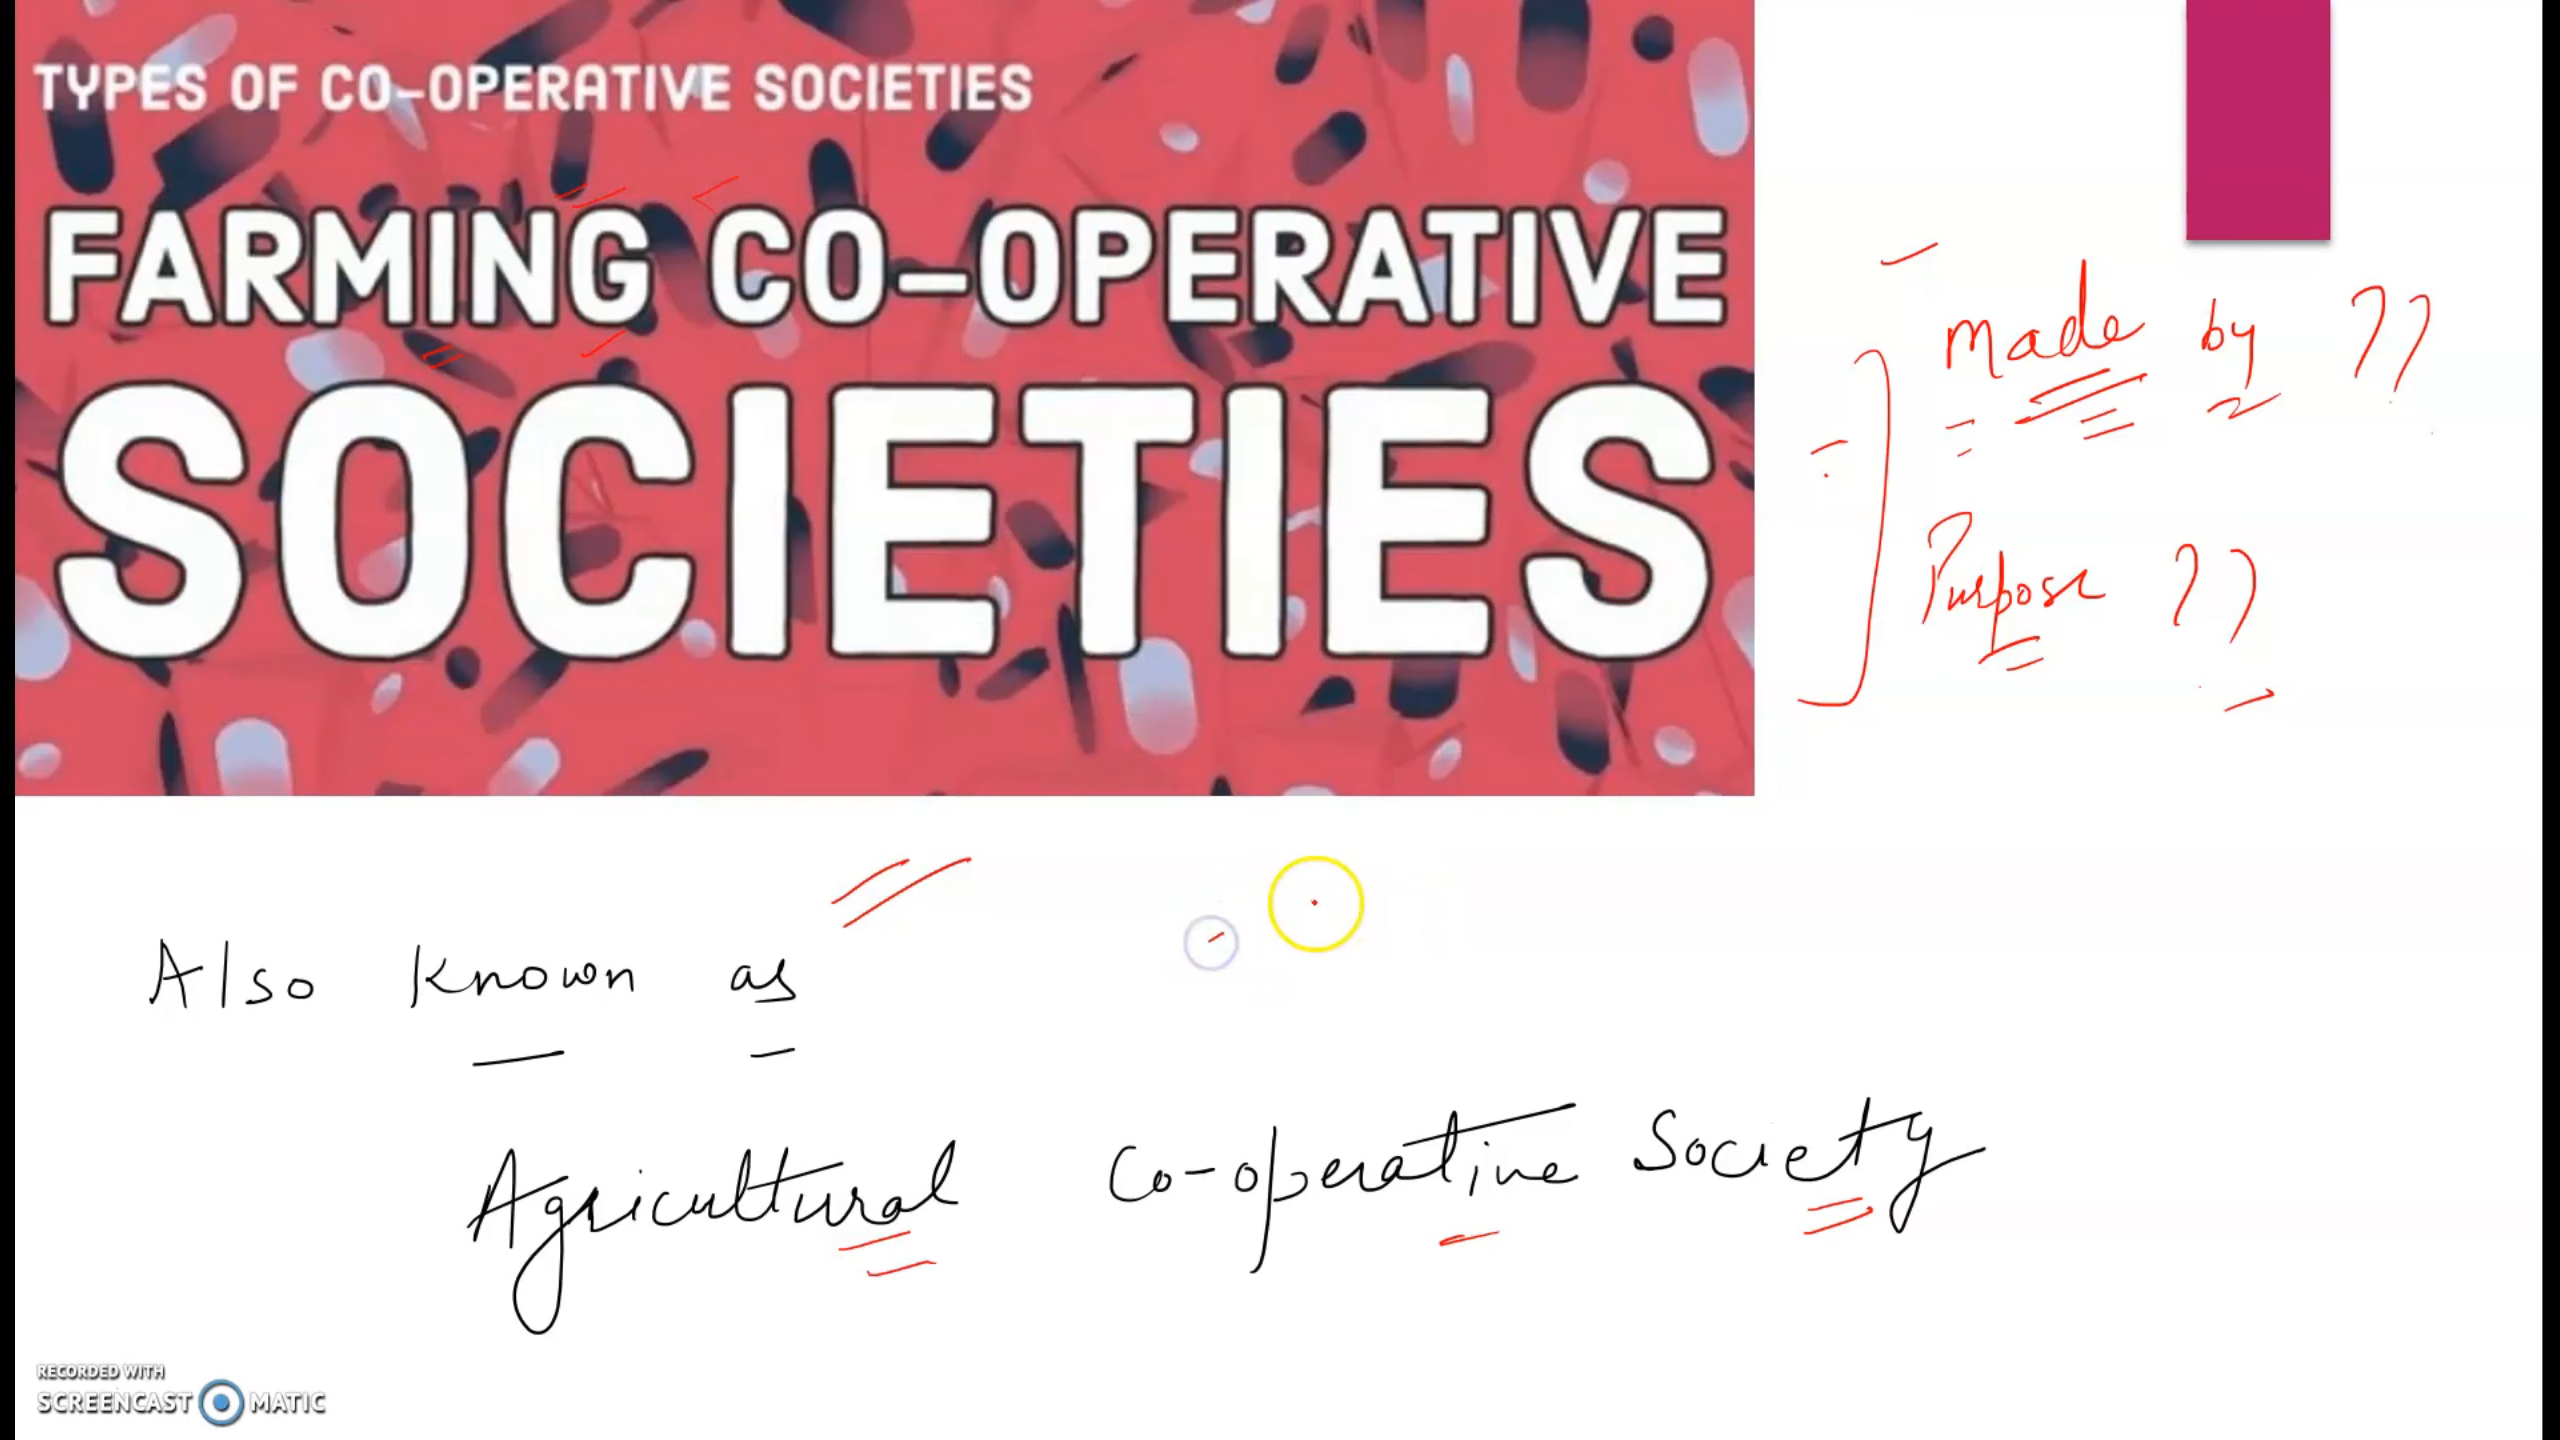 TYPES OF CO-OPERATIVE SOCIETIES
FARMING CO-OPERATIVE
SOCIETIES
Made by ??
Purpose ??
Also known as
Agricultural Co-operative Society
RECORDED WITH
SCREENCAST MATIC